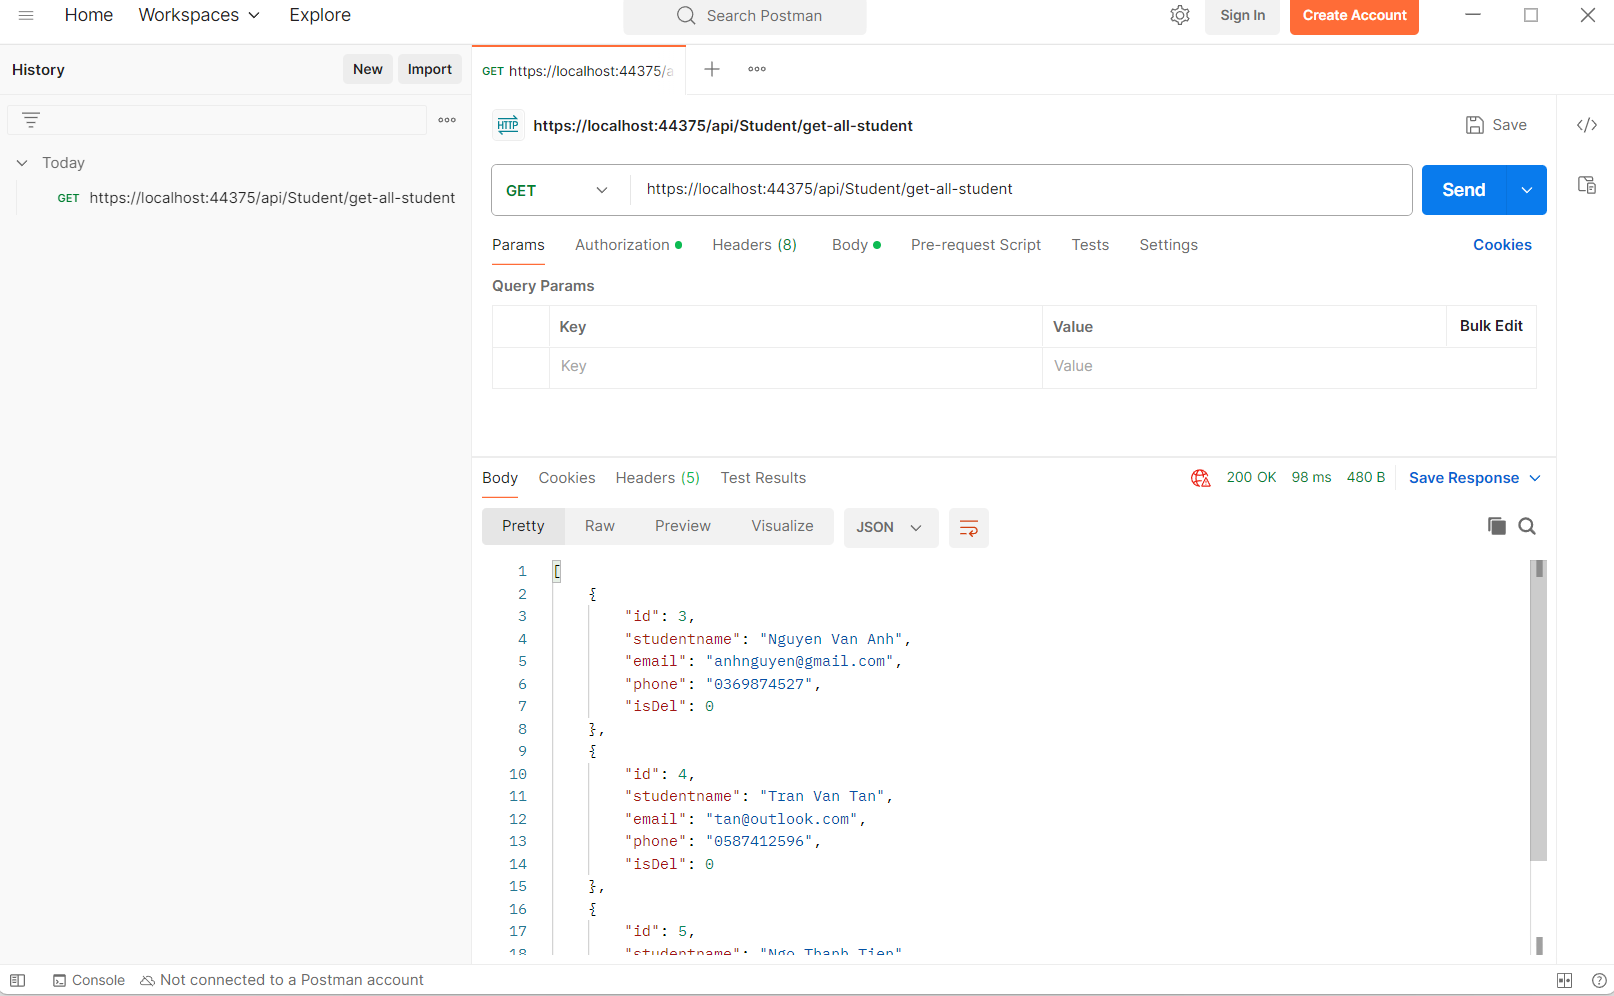 Home Workspaces Explore Search Postman Sign In Create Account
History New Import
GET https://localhost:44375/a
Today
GET https://localhost:44375/api/Student/get-all-student
HTTP https://localhost:44375/api/Student/get-all-student Save
GET https://localhost:44375/api/Student/get-all-student Send
Params Authorization Headers (8) Body Pre-request Script Tests Settings Cookies
Query Params
Key Value Bulk Edit
Key Value
Body Cookies Headers (5) Test Results 200 OK 98 ms 480 B Save Response
Pretty Raw Preview Visualize JSON
1 [
2 {
3 "id": 3,
4 "studentname": "Nguyen Van Anh",
5 "email": "anhnguyen@gmail.com",
6 "phone": "0369874527",
7 "isDel": 0
8 },
9 {
10 "id": 4,
11 "studentname": "Tran Van Tan",
12 "email": "tan@outlook.com",
13 "phone": "0587412596",
14 "isDel": 0
15 },
16 {
17 "id": 5,
18 "studentname": "Ngo Thanh Tien"
Console Not connected to a Postman account